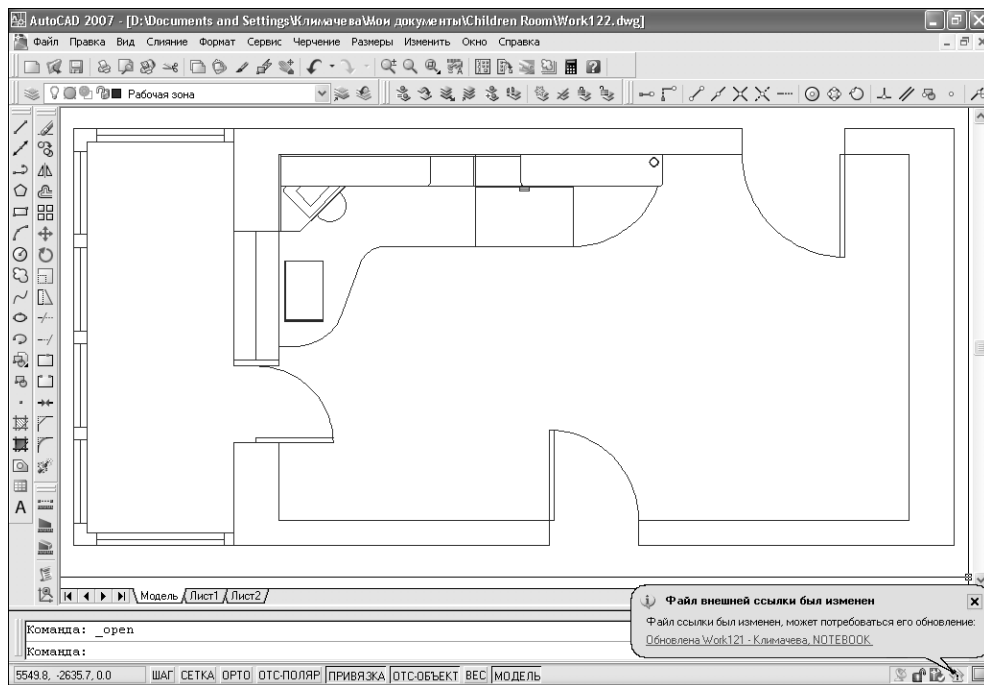 AutoCAD 2007 - [D:\Documents and Settings\Климачева\Мои документы\Children Room\Work122.dwg]
Файл Правка Вид Слияние Формат Сервис Черчение Размеры Изменить Окно Справка
Рабочая зона
A
Модель Лист1 Лист2
Файл внешней ссылки был изменен
Файл ссылки был изменен, может потребоваться его обновление:
Обновлена Work121 - Климачева, NOTEBOOK
Команда: _open
Команда:
5549.8, -2635.7, 0.0 ШАГ СЕТКА ОРТО ОТС-ПОЛЯР ПРИВЯЗКА ОТС-ОБЪЕКТ ВЕС МОДЕЛЬ